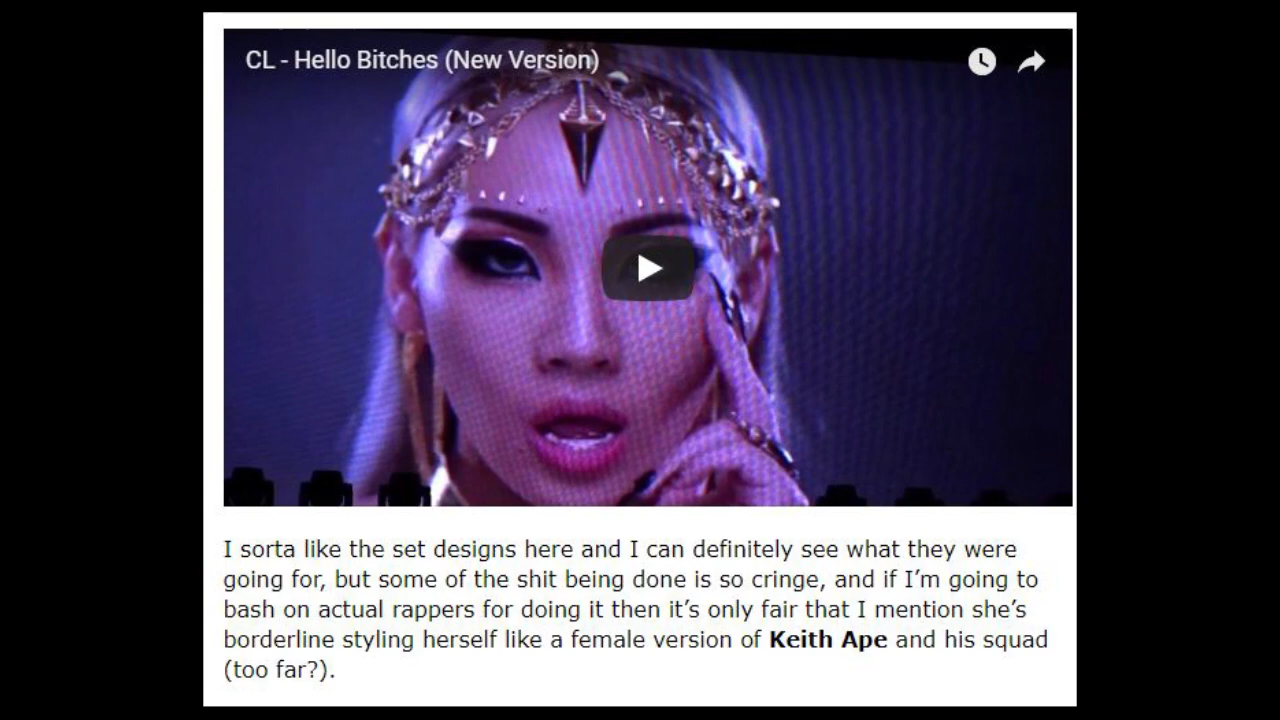 CL - Hello Bitches (New Version)
I sorta like the set designs here and I can definitely see what they were
going for, but some of the shit being done is so cringe, and if I’m going to
bash on actual rappers for doing it then it’s only fair that I mention she’s
borderline styling herself like a female version of Keith Ape and his squad
(too far?).